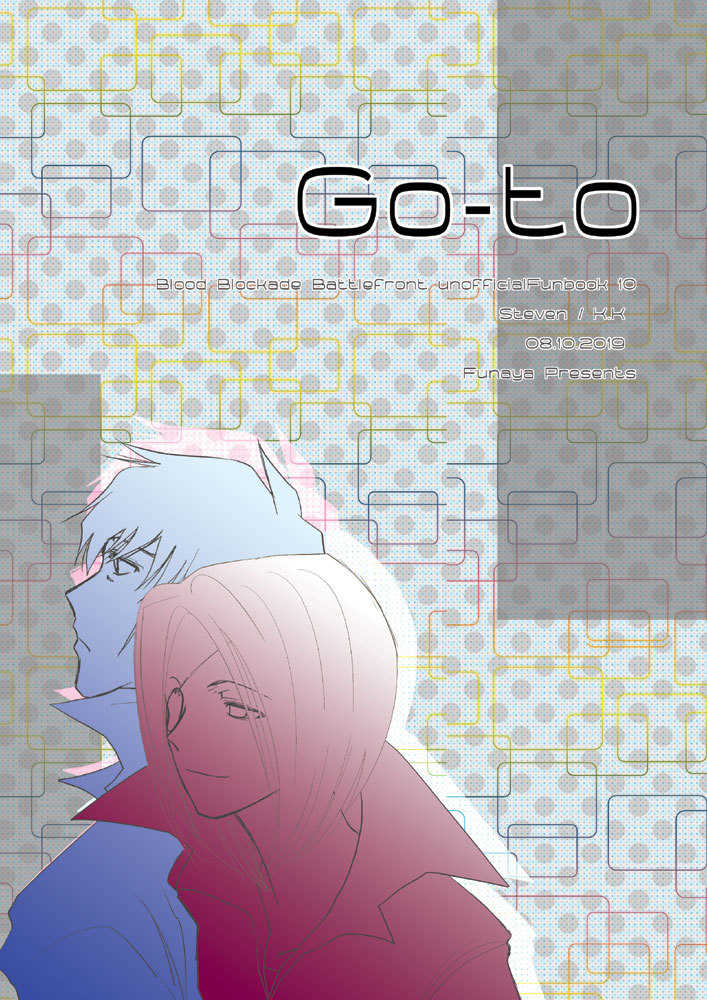 Go-to
Blood Blockade Battlefront unofficialFunbook 10
Steven / K.K
08.10.2019
Funaya Presents